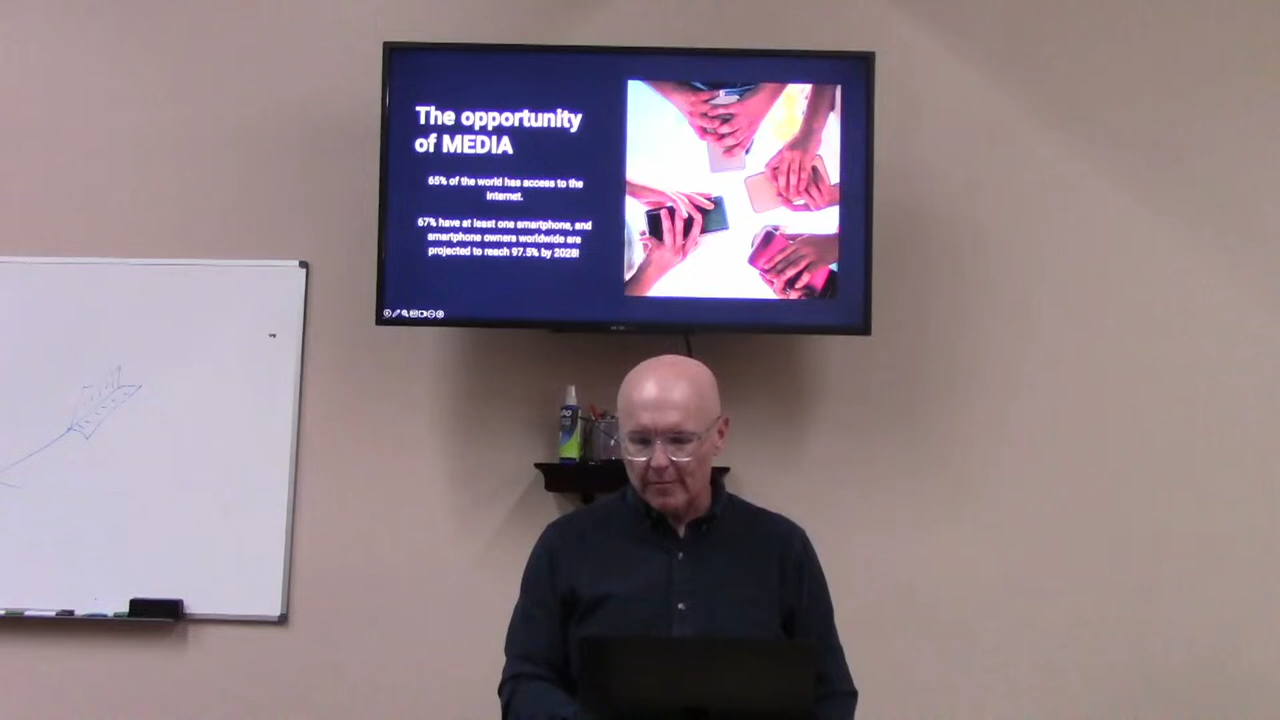 The opportunity
of MEDIA
65% of the world has access to the
internet.
67% have at least one smartphone, and
smartphone owners worldwide are
projected to reach 97.5% by 2028!